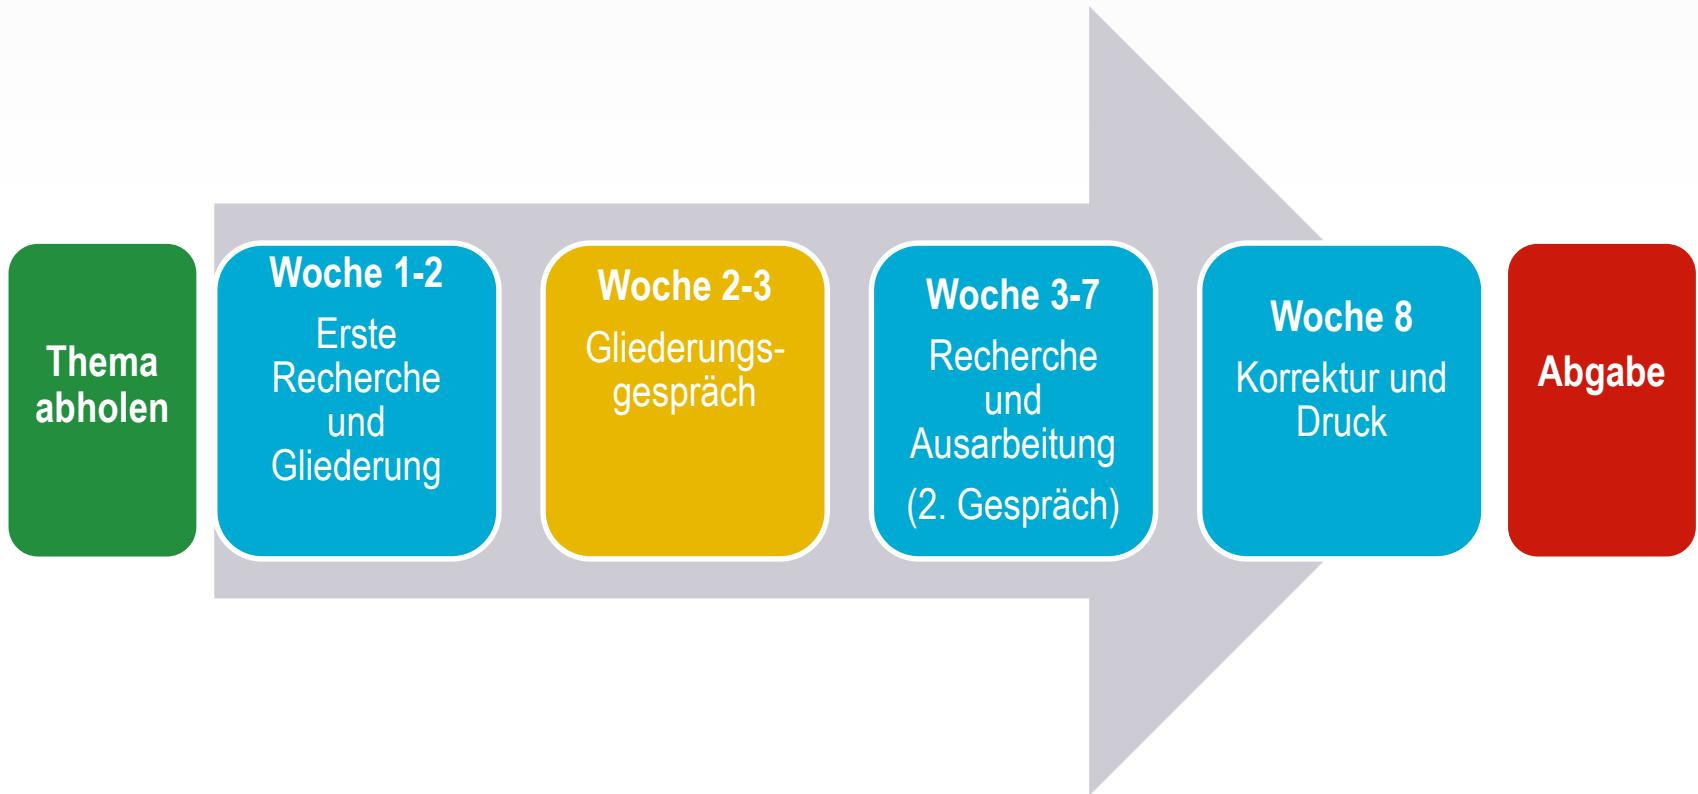 Thema
abholen
Woche 1-2
Erste
Recherche
und
Gliederung
Woche 2-3
Gliederungs-
gespräch
Woche 3-7
Recherche
und
Ausarbeitung
(2. Gespräch)
Woche 8
Korrektur und
Druck
Abgabe